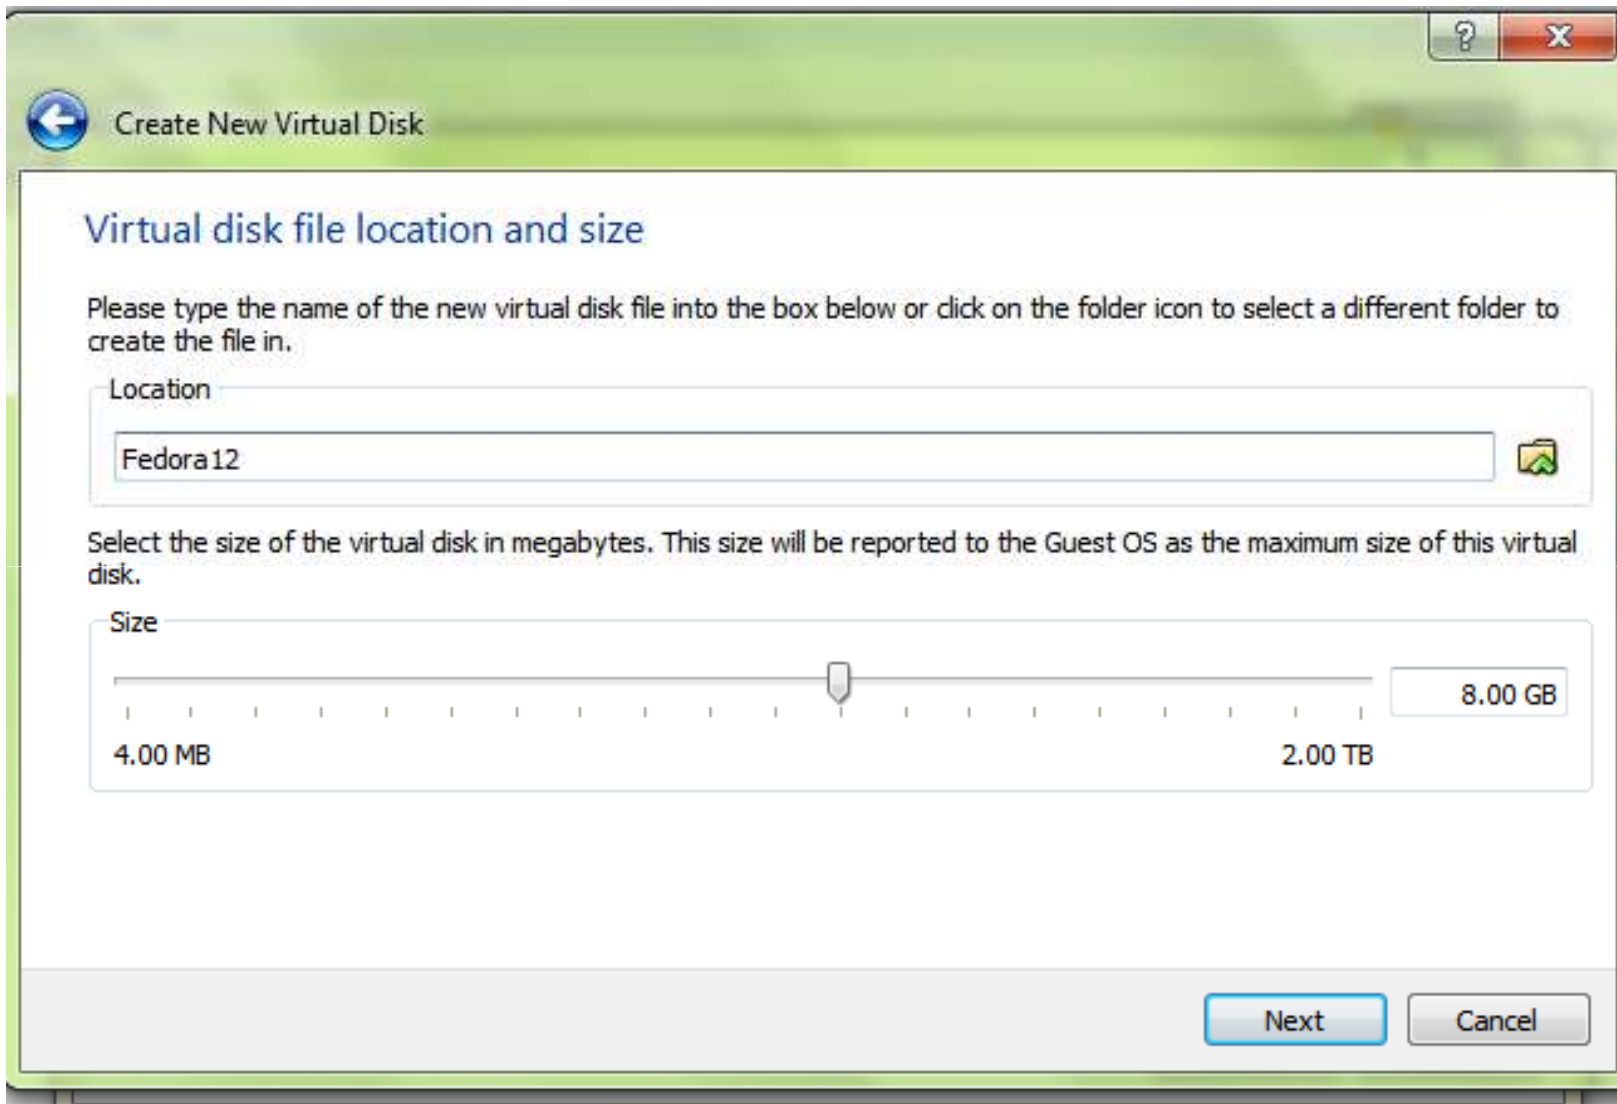 ?
Create New Virtual Disk
Virtual disk file location and size
Please type the name of the new virtual disk file into the box below or click on the folder icon to select a different folder to
create the file in.
Location
Fedora12
Select the size of the virtual disk in megabytes. This size will be reported to the Guest OS as the maximum size of this virtual
disk.
Size
8.00 GB
4.00 MB 2.00 TB
Next Cancel